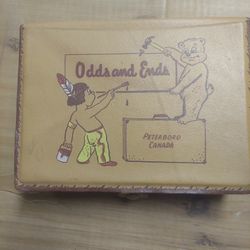 Odds and Ends
PETERBORO
CANADA